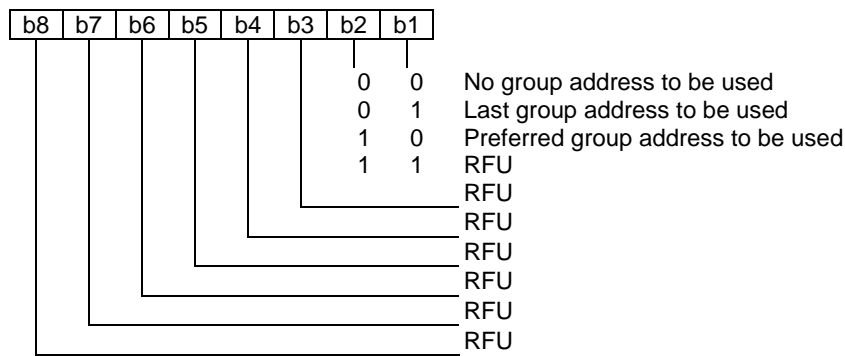 b8 b7 b6 b5 b4 b3 b2 b1
0 0 No group address to be used
0 1 Last group address to be used
1 0 Preferred group address to be used
1 1 RFU
RFU
RFU
RFU
RFU
RFU
RFU